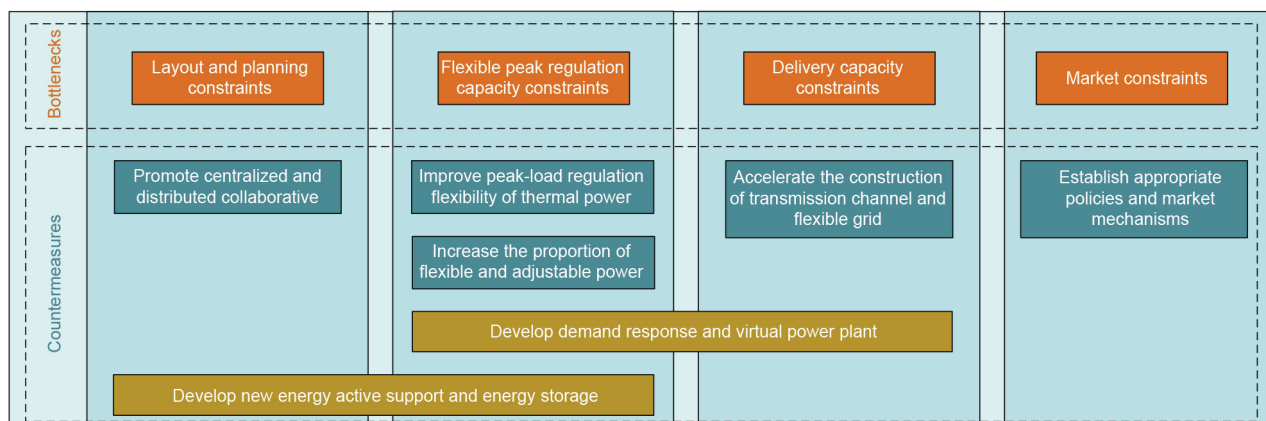 Bottlenecks
Layout and planning
constraints
Flexible peak regulation
capacity constraints
Delivery capacity
constraints
Market constraints
Countermeasures
Promote centralized and
distributed collaborative
Improve peak-load regulation
flexibility of thermal power
Accelerate the construction
of transmission channel and
flexible grid
Establish appropriate
policies and market
mechanisms
Increase the proportion of
flexible and adjustable power
Develop demand response and virtual power plant
Develop new energy active support and energy storage